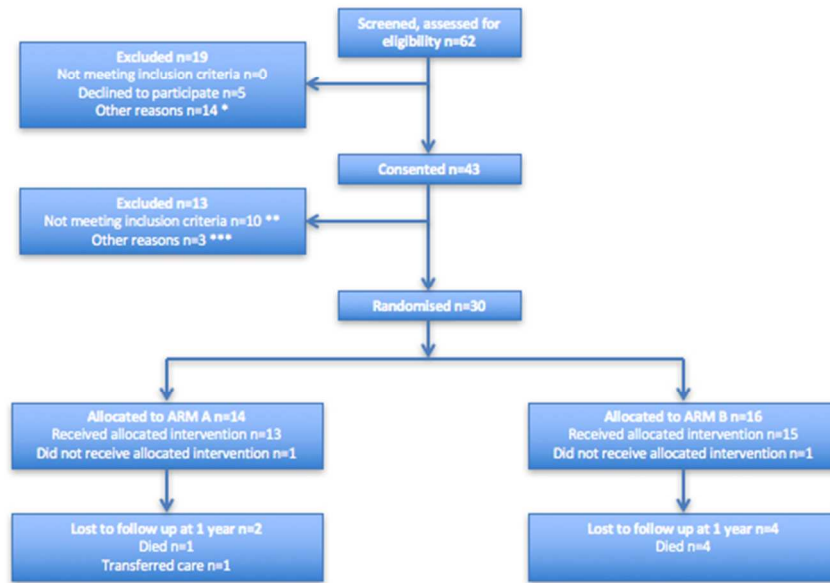 Screened, assessed for
eligibility n=62
Excluded n=19
Not meeting inclusion criteria n=0
Declined to participate n=5
Other reasons n=14 *
Consented n=43
Excluded n=13
Not meeting inclusion criteria n=10 **
Other reasons n=3 ***
Randomised n=30
Allocated to ARM A n=14
Received allocated intervention n=13
Did not receive allocated intervention n=1
Allocated to ARM B n=16
Received allocated intervention n=15
Did not receive allocated intervention n=1
Lost to follow up at 1 year n=2
Died n=1
Transferred care n=1
Lost to follow up at 1 year n=4
Died n=4